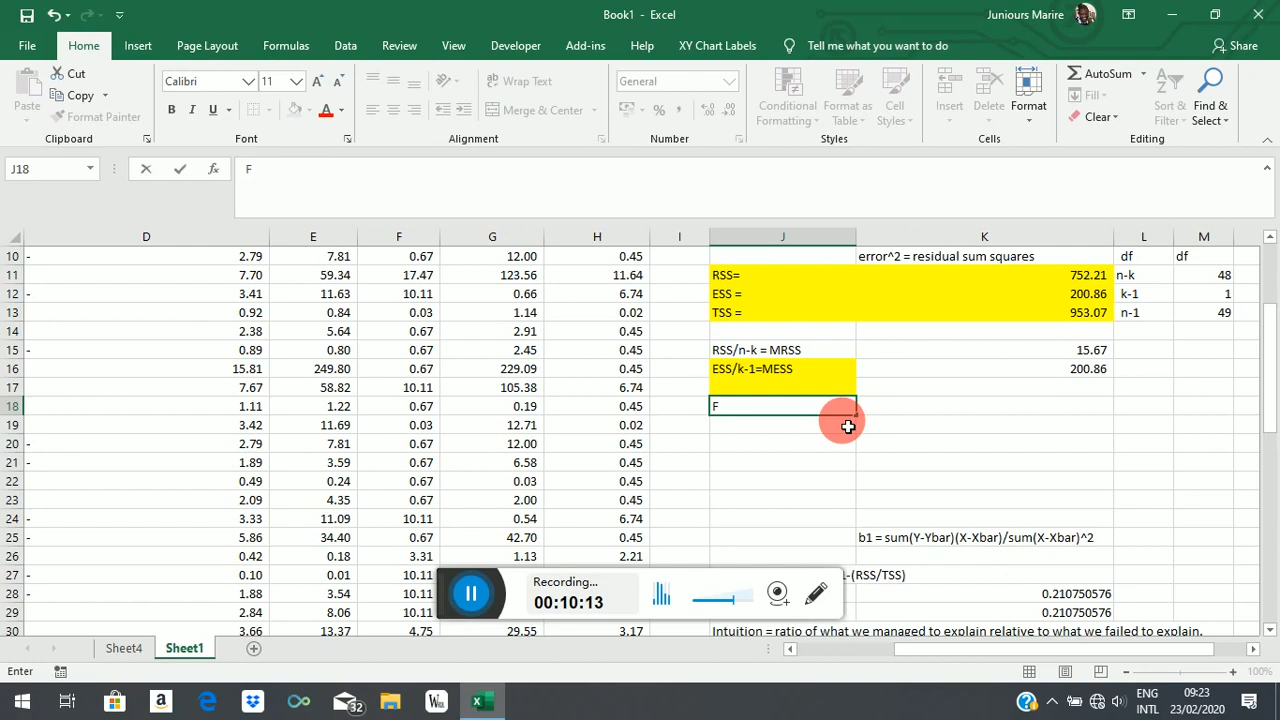 Book1 - Excel
Juniours Marire
File Home Insert Page Layout Formulas Data Review View Developer Add-ins Help XY Chart Labels Tell me what you want to do Share
Paste
Cut
Copy
Format Painter
Clipboard
Calibri 11
B I U
Font
Wrap Text
Merge & Center
Alignment
General
Number
Conditional Formatting
Format as Table
Cell Styles
Styles
Insert
Delete
Format
Cells
AutoSum
Fill
Clear
Sort & Filter
Find & Select
Editing
J18 fx F
D E F G H I J K L M
10 - 2.79 7.81 0.67 12.00 0.45 error^2 = residual sum squares df df
11 7.70 59.34 17.47 123.56 11.64 RSS= 752.21 n-k 48
12 - 3.41 11.63 10.11 0.66 6.74 ESS = 200.86 k-1 1
13 0.92 0.84 0.03 1.14 0.02 TSS = 953.07 n-1 49
14 2.38 5.64 0.67 2.91 0.45
15 - 0.89 0.80 0.67 2.45 0.45 RSS/n-k = MRSS 15.67
16 15.81 249.80 0.67 229.09 0.45 ESS/k-1=MESS 200.86
17 7.67 58.82 10.11 105.38 6.74
18 1.11 1.22 0.67 0.19 0.45 F
19 3.42 11.69 0.03 12.71 0.02
20 - 2.79 7.81 0.67 12.00 0.45
21 - 1.89 3.59 0.67 6.58 0.45
22 0.49 0.24 0.67 0.03 0.45
23 2.09 4.35 0.67 2.00 0.45
24 - 3.33 11.09 10.11 0.54 6.74
25 - 5.86 34.40 0.67 42.70 0.45 b1 = sum(Y-Ybar)(X-Xbar)/sum(X-Xbar)^2
26 0.42 0.18 3.31 1.13 2.21
27 - 0.10 0.01 10.11 1-(RSS/TSS)
28 - 1.88 3.54 10.11 0.210750576
29 - 2.84 8.06 10.11 0.210750576
30 3.66 13.37 4.75 29.55 3.17 Intuition = ratio of what we managed to explain relative to what we failed to explain.
Recording...
00:10:13
Sheet4 Sheet1
Enter
100%
32
W
ENG
INTL
09:23
23/02/2020